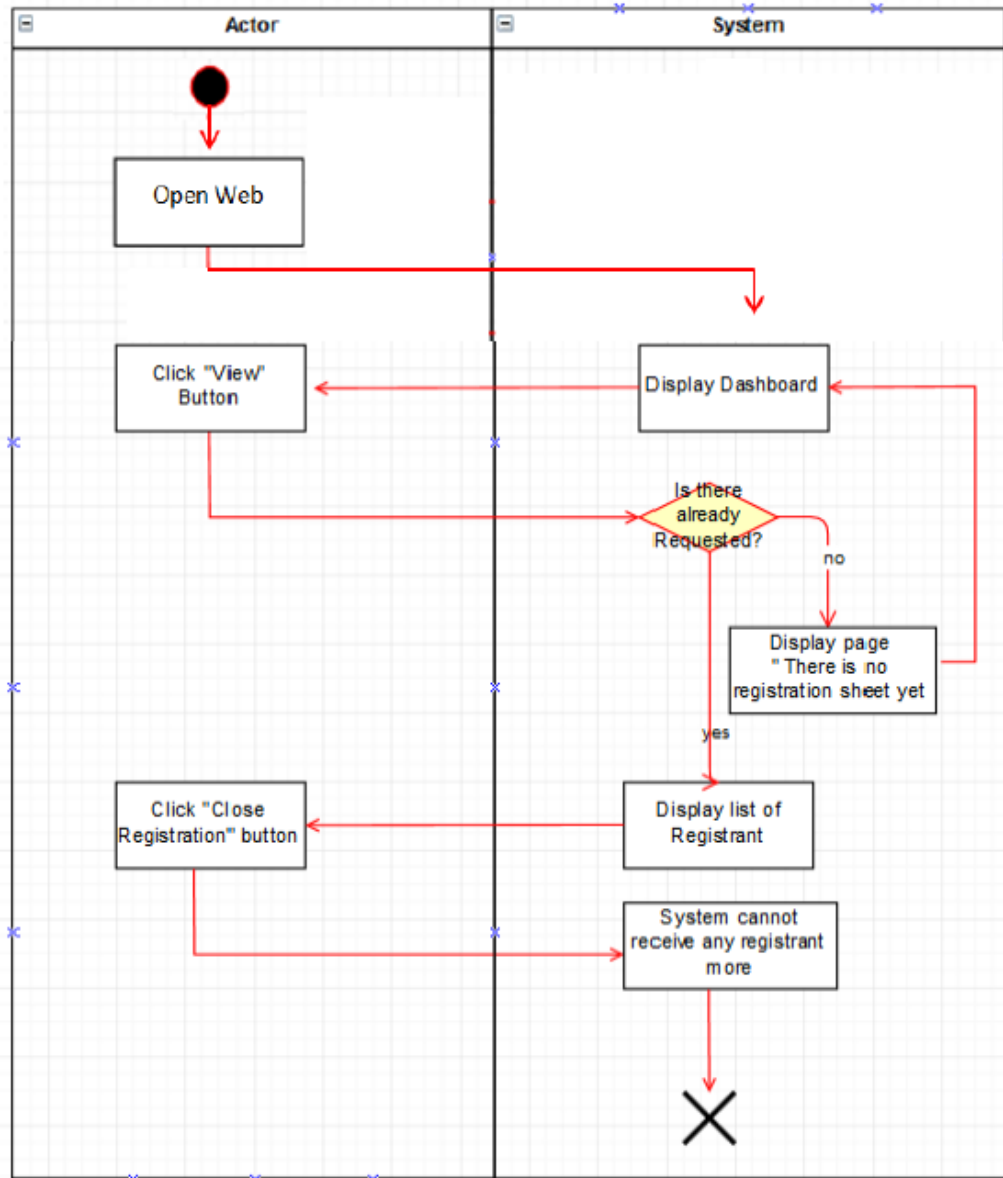 Actor
System
Open Web
Click "View"
Button
Display Dashboard
Is there
already
Requested?
no
Display page
" There is no
registration sheet yet
yes
Click "Close
Registration'" button
Display list of
Registrant
System cannot
receive any registrant
more